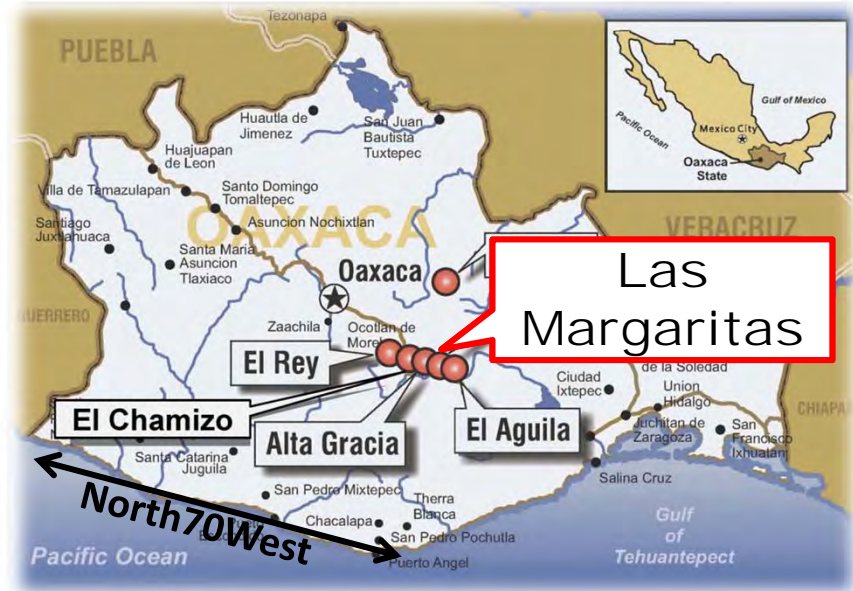 Tezonapa
PUEBLA
Huautla de
Jimenez
San Juan
Bautista
Tuxtepec
Gulf of Mexico
Pacific Ocean
Mexico City
Oaxaca
State
Huajuapan
de Leon
Villa de Tamazulapan
Santo Domingo
Tomaltepec
Asuncion Nochixtlan
OAXACA
VERACRUZ
Santiago
Juxtlahuaca
Santa Maria
Asuncion
Tlaxiaco
Oaxaca
Las
Margaritas
GUERRERO
Zaachila
Ocotlan de
El Rey
de la Soledad
Ciudad
Ixtepec
Union
Hidalgo
CHIAPA
El Chamizo
Alta Gracia
El Aguila
Juchitan de
Zaragoza
San
Francisco
Ixhuatan
Santa Catarina
Juguila
Salina Cruz
San Pedro Mixtepec
North70West
Therra
Blanca
Chacalapa
San Pedro Pochutla
Puerto Angel
Pacific Ocean
Gulf
of
Tehuantepect